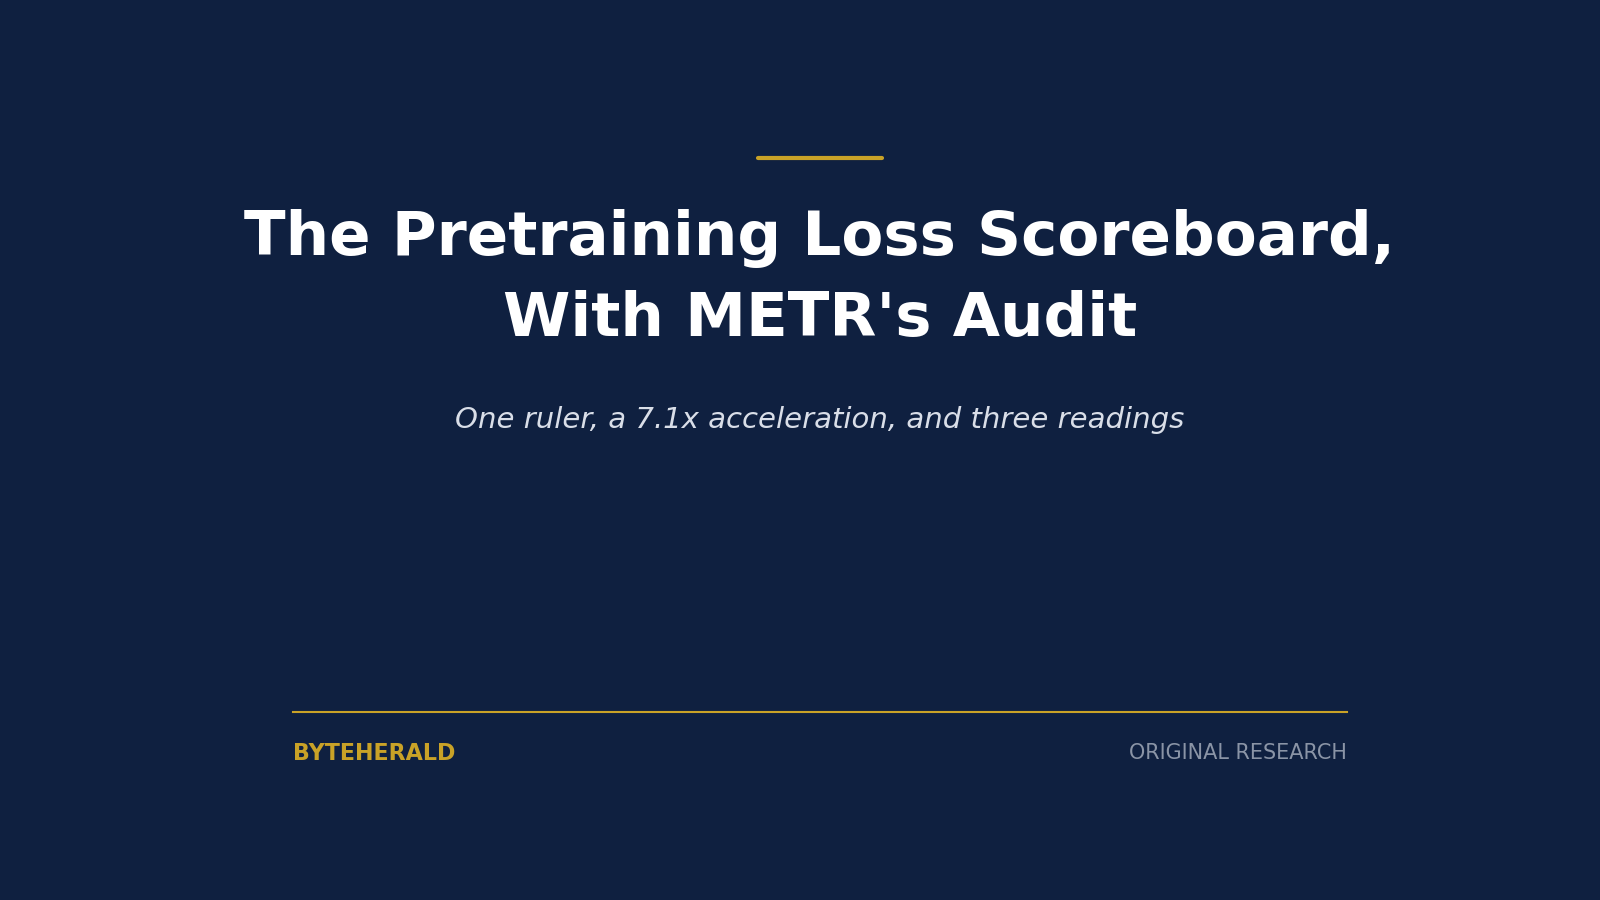 The Pretraining Loss Scoreboard,
With METR's Audit
One ruler, a 7.1x acceleration, and three readings
BYTEHERALD
ORIGINAL RESEARCH